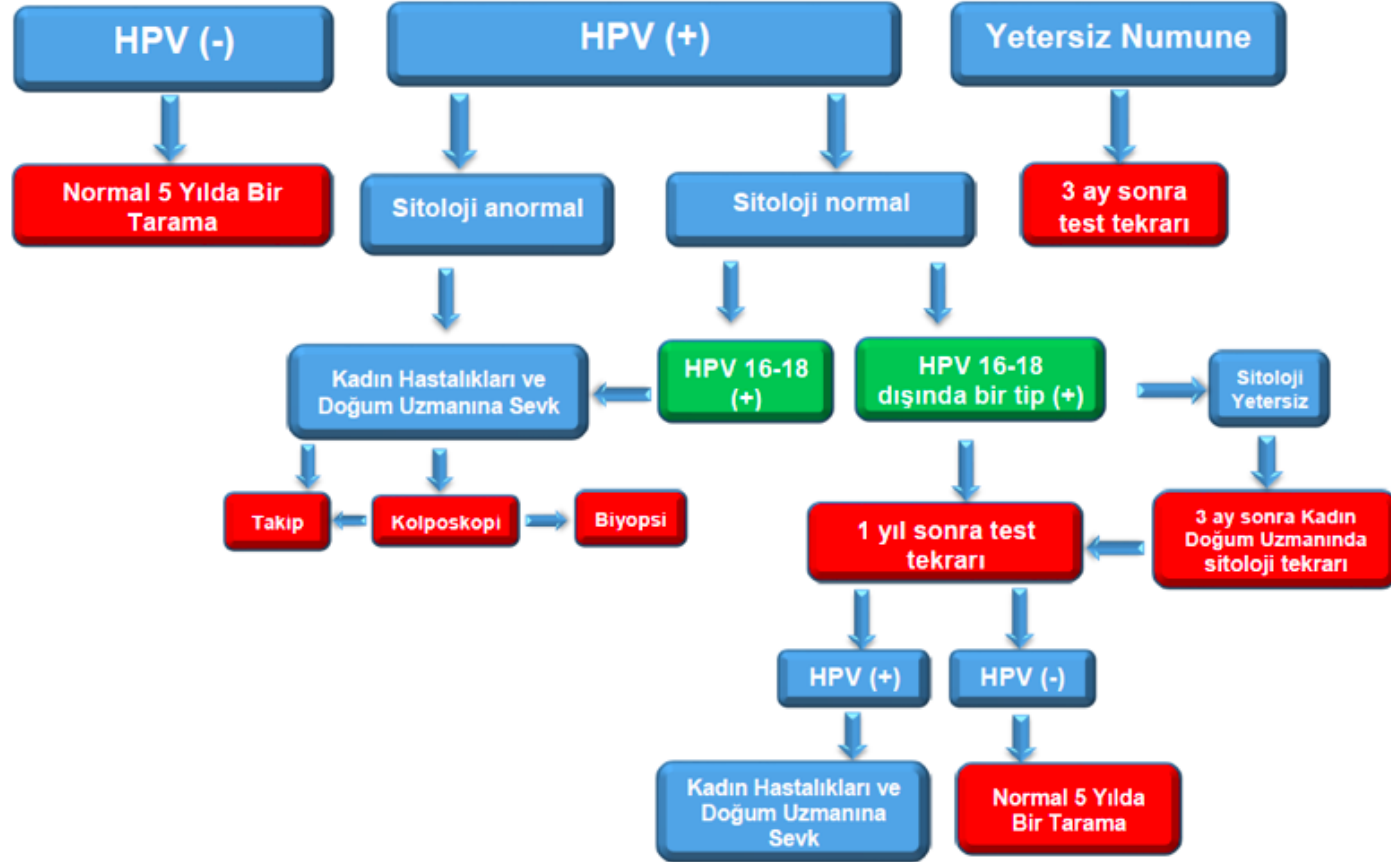 HPV (-)
HPV (+)
Yetersiz Numune
Normal 5 Yılda Bir
Tarama
Sitoloji anormal
Sitoloji normal
3 ay sonra
test tekrarı
Kadın Hastalıkları ve
Doğum Uzmanına Sevk
HPV 16-18
(+)
HPV 16-18
dışında bir tip (+)
Sitoloji
Yetersiz
Takip
Kolposkopi
Biyopsi
1 yıl sonra test
tekrarı
3 ay sonra Kadın
Doğum Uzmanında
sitoloji tekrarı
HPV (+)
HPV (-)
Kadın Hastalıkları ve
Doğum Uzmanına
Sevk
Normal 5 Yılda
Bir Tarama